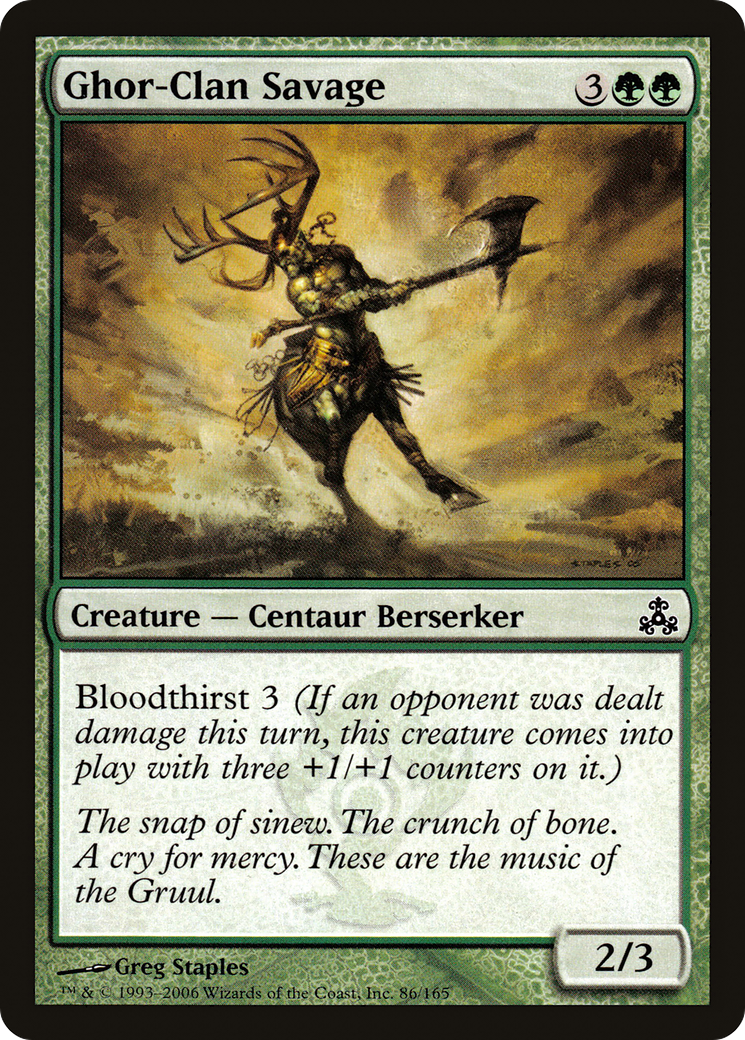 Ghor-Clan Savage 3
STAPLES 05
Creature — Centaur Berserker
Bloodthirst 3 (If an opponent was dealt
damage this turn, this creature comes into
play with three +1/+1 counters on it.)
The snap of sinew. The crunch of bone.
A cry for mercy. These are the music of
the Gruul.
2/3
Greg Staples
™ & © 1993–2006 Wizards of the Coast, Inc. 86/165